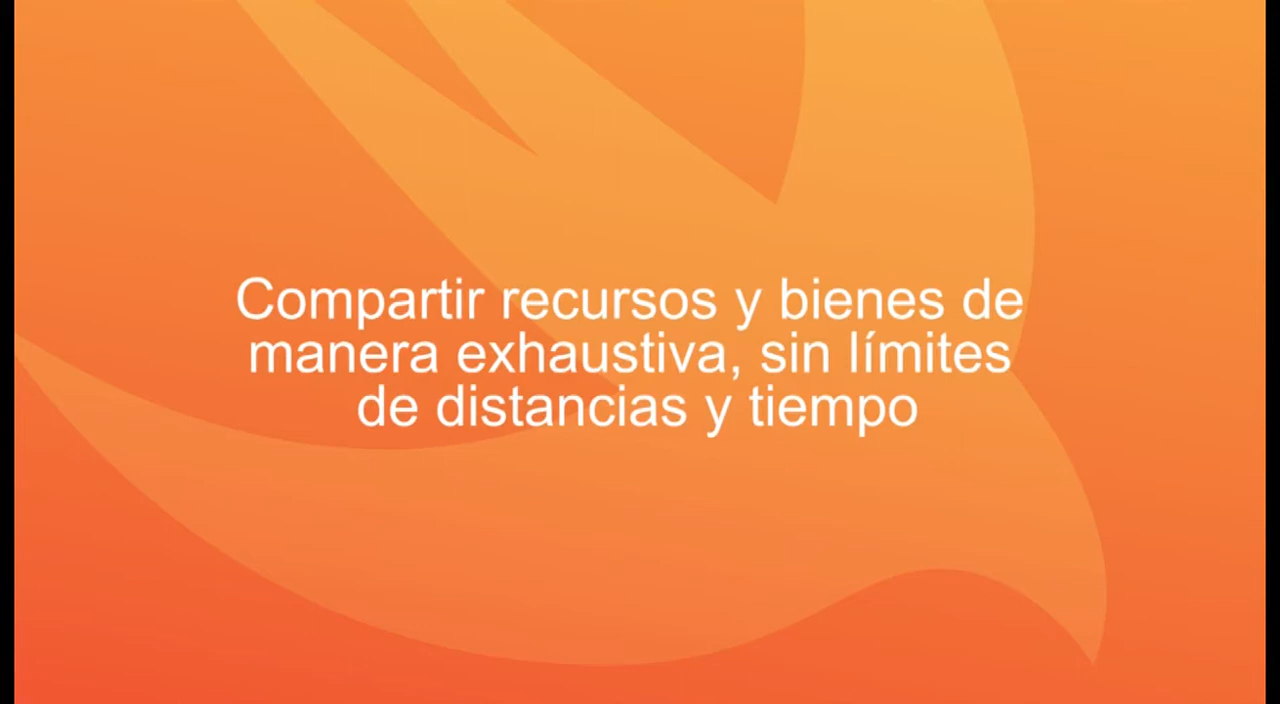 Compartir recursos y bienes de
manera exhaustiva, sin límites
de distancias y tiempo